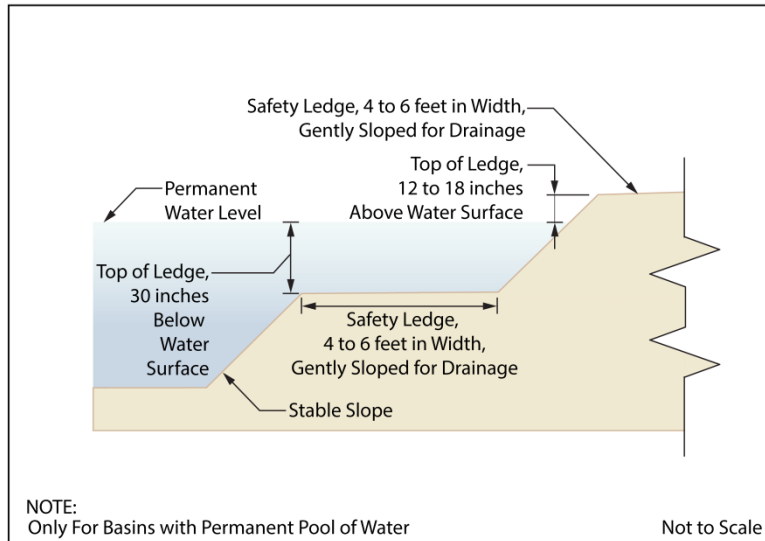 Safety Ledge, 4 to 6 feet in Width,
Gently Sloped for Drainage
Top of Ledge,
12 to 18 inches
Above Water Surface
Permanent
Water Level
Top of Ledge,
30 inches
Below
Water
Surface
Safety Ledge,
4 to 6 feet in Width,
Gently Sloped for Drainage
Stable Slope
NOTE:
Only For Basins with Permanent Pool of Water
Not to Scale